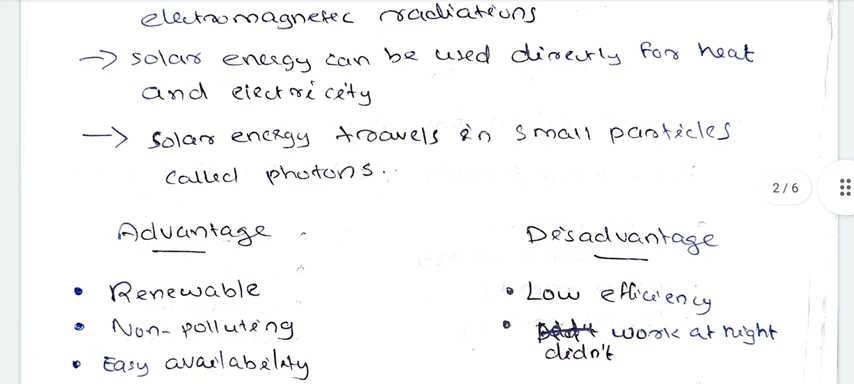 electromagnetic radiations
→ solar energy can be used directly for heat
and electricity
→ solar energy travels in small particles
called photons..
2 / 6
Advantage
Disadvantage
• Renewable
• Low efficiency
• Non-polluting
• work at night
didn't
• Easy availability